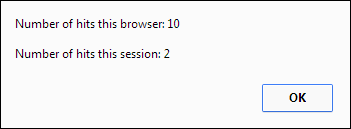 Number of hits this browser: 10
Number of hits this session: 2
OK